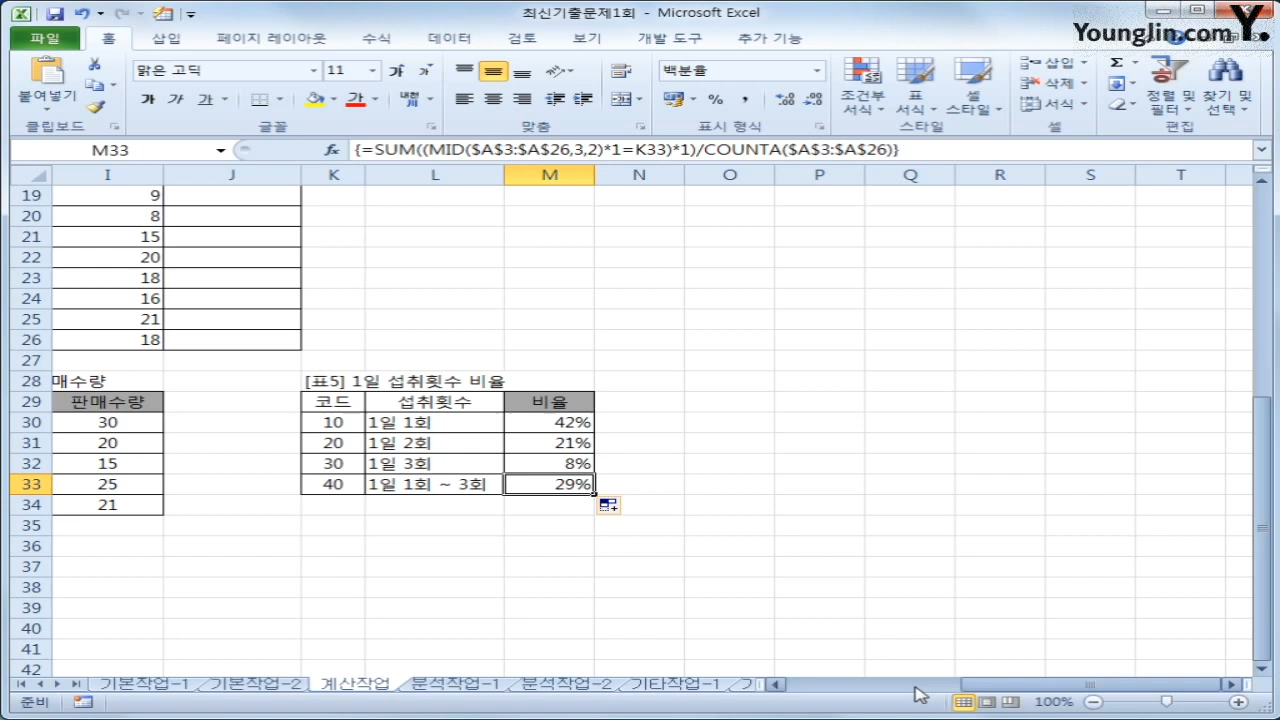 최신기출문제1회 - Microsoft Excel
Younglin.com Y.
파일 홈 삽입 페이지 레이아웃 수식 데이터 검토 보기 개발 도구 추가 기능
붙여넣기
맑은 고딕 11
가 가 가 가 내천
백분율
% ,
조건부 서식 표 서식 셀 스타일
삽입 삭제 서식
Σ 정렬 및 필터 찾기 및 선택
클립보드 글꼴 맞춤 표시 형식 스타일 셀 편집
M33 fx {=SUM((MID($A$3:$A$26,3,2)*1=K33)*1)/COUNTA($A$3:$A$26)}
I J K L M N O P Q R S T
19 9
20 8
21 15
22 20
23 18
24 16
25 21
26 18
27
28 매수량 [표5] 1일 섭취횟수 비율
29 판매수량 코드 섭취횟수 비율
30 30 10 1일 1회 42%
31 20 20 1일 2회 21%
32 15 30 1일 3회 8%
33 25 40 1일 1회 ~ 3회 29%
34 21
35
36
37
38
39
40
41
42
기본작업-1 기본작업-2 계산작업 분석작업-1 분석작업-2 기타작업-1
준비 100%